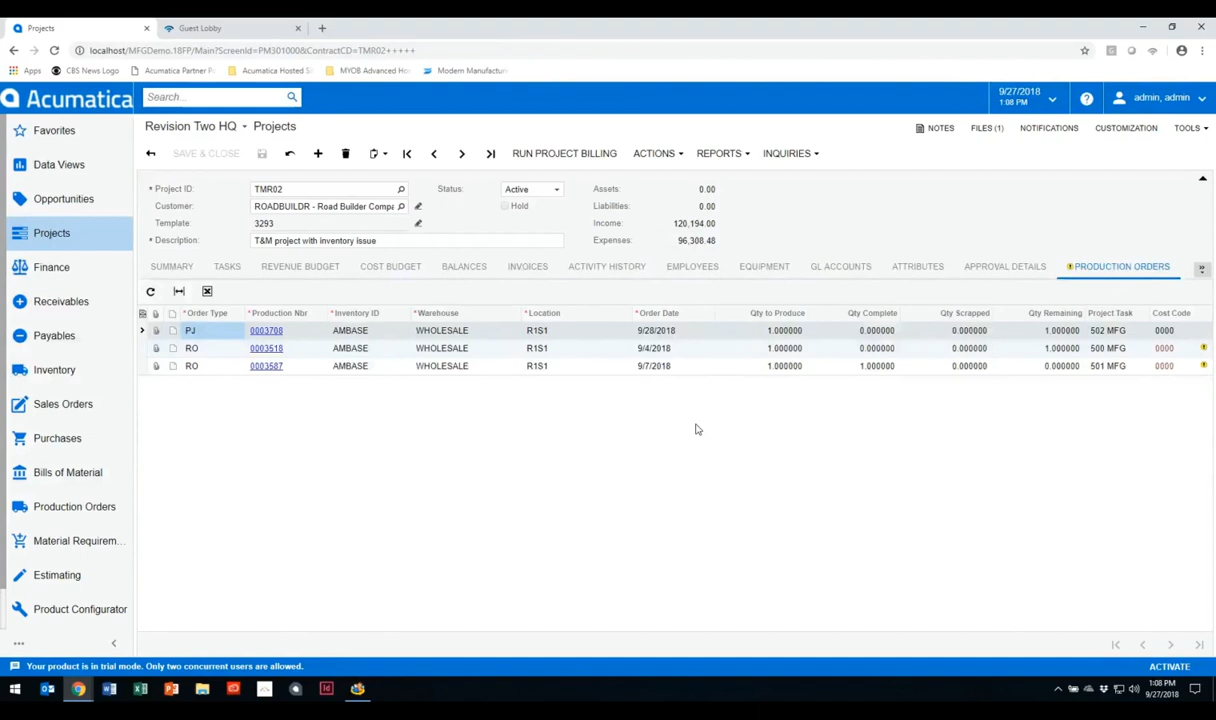 Projects
Guest Lobby
localhost/MFGDemo.18FP/Main?ScreenId=PM301000&ContractCD=TMR02+++++
Apps CBS News Logo Acumatica Partner Po Acumatica Hosted S MYOB Advanced Ho Modern Manufactu
Acumatica Search... 9/27/2018 1:08 PM admin, admin
Favorites
Data Views
Opportunities
Projects
Finance
Receivables
Payables
Inventory
Sales Orders
Purchases
Bills of Material
Production Orders
Material Requirem...
Estimating
Product Configurator
Revision Two HQ Projects NOTES FILES (1) NOTIFICATIONS CUSTOMIZATION TOOLS
SAVE & CLOSE RUN PROJECT BILLING ACTIONS REPORTS INQUIRIES
* Project ID: TMR02 Status: Active Assets: 0.00
* Customer: ROADBUILDR - Road Builder Compa Hold Liabilities: 0.00
Template: 3293 Income: 120,194.00
* Description: T&M project with inventory issue Expenses: 96,308.48
SUMMARY TASKS REVENUE BUDGET COST BUDGET BALANCES INVOICES ACTIVITY HISTORY EMPLOYEES EQUIPMENT GL ACCOUNTS ATTRIBUTES APPROVAL DETAILS PRODUCTION ORDERS
* Order Type * Production Nbr * Inventory ID * Warehouse * Location * Order Date Qty to Produce Qty Complete Qty Scrapped Qty Remaining Project Task Cost Code
PJ 0003708 AMBASE WHOLESALE R1S1 9/28/2018 1.000000 0.000000 0.000000 1.000000 502 MFG 0000
RO 0003518 AMBASE WHOLESALE R1S1 9/4/2018 1.000000 0.000000 0.000000 1.000000 500 MFG 0000
RO 0003587 AMBASE WHOLESALE R1S1 9/7/2018 1.000000 1.000000 0.000000 0.000000 501 MFG 0000
Your product is in trial mode. Only two concurrent users are allowed. ACTIVATE
1:08 PM
9/27/2018